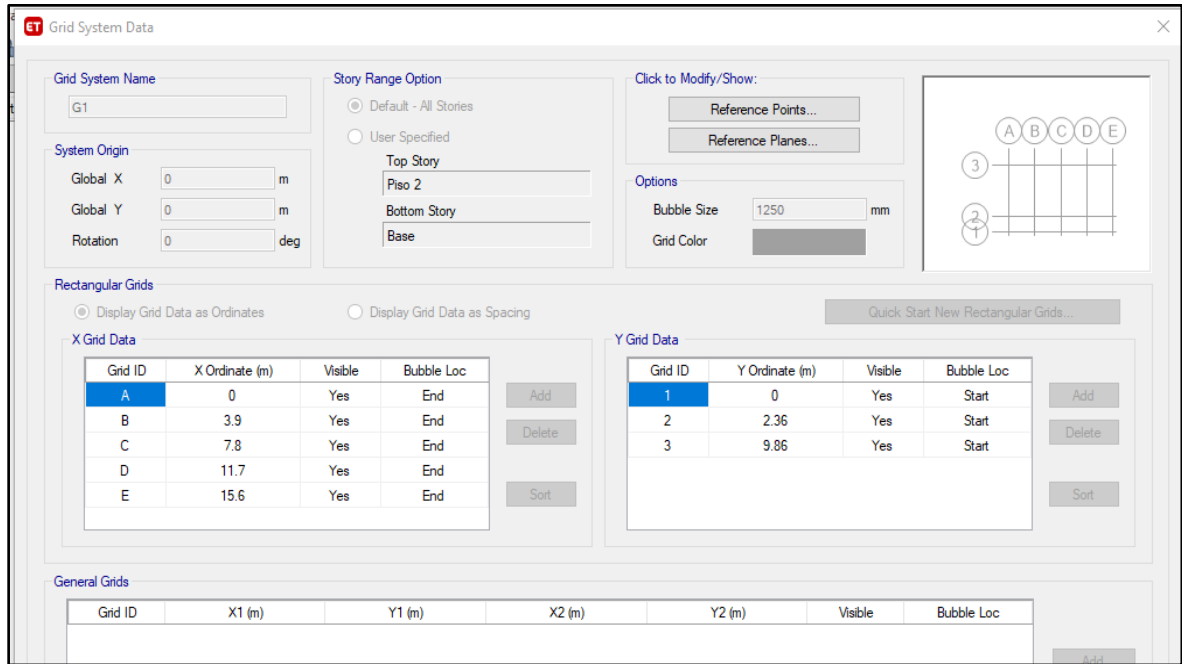 ET Grid System Data
Grid System Name
G1
System Origin
Global X 0 m
Global Y 0 m
Rotation 0 deg
Story Range Option
Default - All Stories
User Specified
Top Story
Piso 2
Bottom Story
Base
Click to Modify/Show:
Reference Points...
Reference Planes...
Options
Bubble Size 1250 mm
Grid Color
A B C D E
3
2
1
Rectangular Grids
Display Grid Data as Ordinates Display Grid Data as Spacing Quick Start New Rectangular Grids...
X Grid Data
Grid ID X Ordinate (m) Visible Bubble Loc
A 0 Yes End
B 3.9 Yes End
C 7.8 Yes End
D 11.7 Yes End
E 15.6 Yes End
Add
Delete
Sort
Y Grid Data
Grid ID Y Ordinate (m) Visible Bubble Loc
1 0 Yes Start
2 2.36 Yes Start
3 9.86 Yes Start
Add
Delete
Sort
General Grids
Grid ID X1 (m) Y1 (m) X2 (m) Y2 (m) Visible Bubble Loc
Add